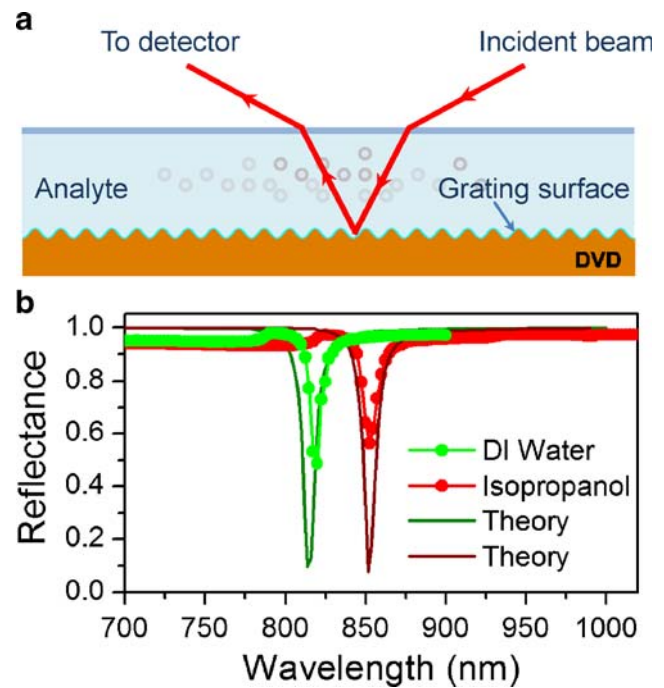 a
To detector
Incident beam
Analyte
Grating surface
DVD
b
1.0
0.8
0.6
0.4
0.2
0.0
Reflectance
DI Water
Isopropanol
Theory
Theory
700 750 800 850 900 950 1000
Wavelength (nm)